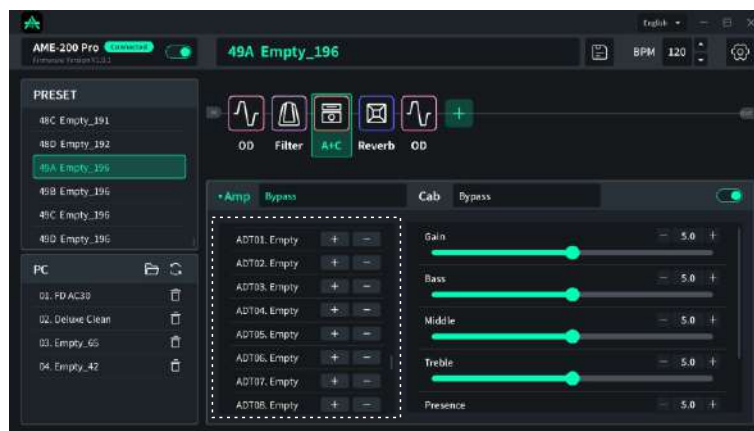 English
AME-200 Pro Connected
49A Empty_196
BPM 120
PRESET
48C Empty_191
48D Empty_192
49A Empty_196
49B Empty_196
49C Empty_196
49D Empty_196
OD Filter A+C Reverb OD
Amp Bypass
Cab Bypass
ADT01. Empty + −
ADT02. Empty + −
ADT03. Empty + −
ADT04. Empty + −
ADT05. Empty + −
ADT06. Empty + −
ADT07. Empty + −
ADT08. Empty + −
Gain − 5.0 +
Bass − 5.0 +
Middle − 5.0 +
Treble − 5.0 +
Presence − 5.0 +
PC
01. FD AC30
02. Deluxe Clean
03. Empty_65
04. Empty_42